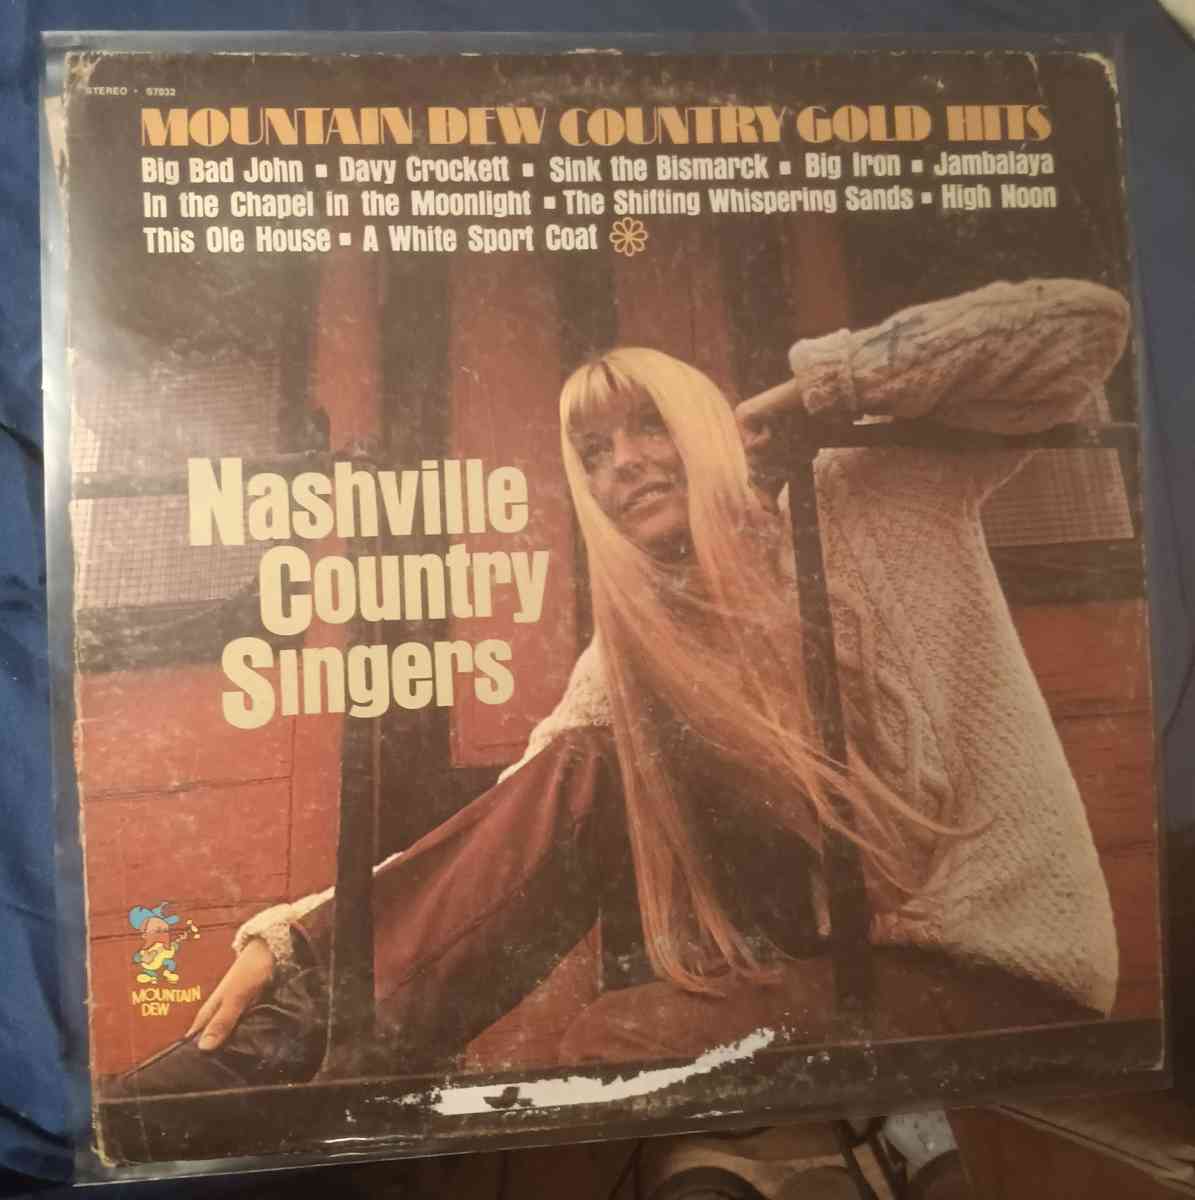 STEREO • S7032
MOUNTAIN DEW COUNTRY GOLD HITS
Big Bad John ▪ Davy Crockett ▪ Sink the Bismarck ▪ Big Iron ▪ Jambalaya
In the Chapel in the Moonlight ▪ The Shifting Whispering Sands ▪ High Noon
This Ole House ▪ A White Sport Coat
Nashville
Country
Singers
MOUNTAIN
DEW